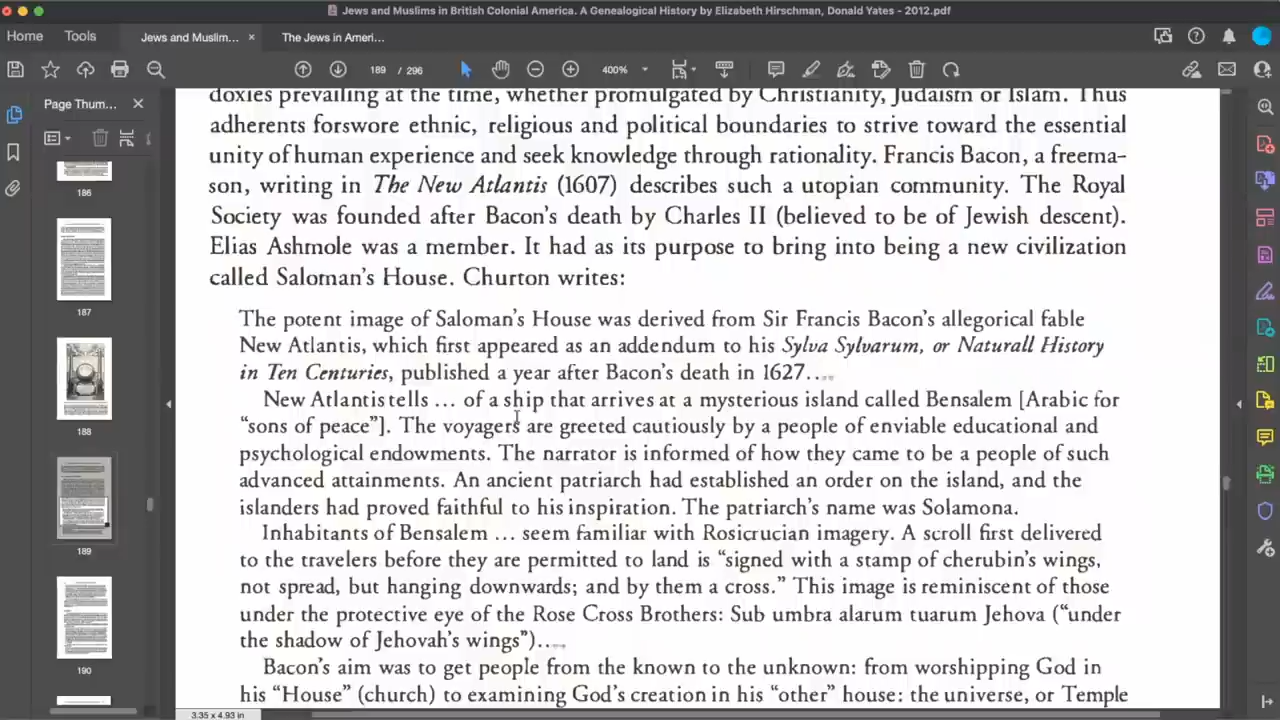 Jews and Muslims in British Colonial America. A Genealogical History by Elizabeth Hirschman, Donald Yates - 2012.pdf
Home Tools Jews and Muslim... × The Jews in Ameri...
189 / 296 400%
Page Thum...
186
187
188
189
190
doxies prevailing at the time, whether promulgated by Christianity, Judaism or Islam. Thus
adherents forswore ethnic, religious and political boundaries to strive toward the essential
unity of human experience and seek knowledge through rationality. Francis Bacon, a freema-
son, writing in The New Atlantis (1607) describes such a utopian community. The Royal
Society was founded after Bacon's death by Charles II (believed to be of Jewish descent).
Elias Ashmole was a member. It had as its purpose to bring into being a new civilization
called Saloman's House. Churton writes:
The potent image of Saloman's House was derived from Sir Francis Bacon's allegorical fable
New Atlantis, which first appeared as an addendum to his Sylva Sylvarum, or Naturall History
in Ten Centuries, published a year after Bacon's death in 1627....
New Atlantis tells ... of a ship that arrives at a mysterious island called Bensalem [Arabic for
"sons of peace"]. The voyagers are greeted cautiously by a people of enviable educational and
psychological endowments. The narrator is informed of how they came to be a people of such
advanced attainments. An ancient patriarch had established an order on the island, and the
islanders had proved faithful to his inspiration. The patriarch's name was Solamona.
Inhabitants of Bensalem ... seem familiar with Rosicrucian imagery. A scroll first delivered
to the travelers before they are permitted to land is "signed with a stamp of cherubin's wings,
not spread but hanging downwards; and by them a cross." This image is reminiscent of those
under the protective eye of the Rose Cross Brothers: Sub umbra alarum tuarum Jehova ("under
the shadow of Jehovah's wings")....
Bacon's aim was to get people from the known to the unknown: from worshipping God in
his "House" (church) to examining God's creation in his "other" house: the universe, or Temple
3.35 x 4.93 in